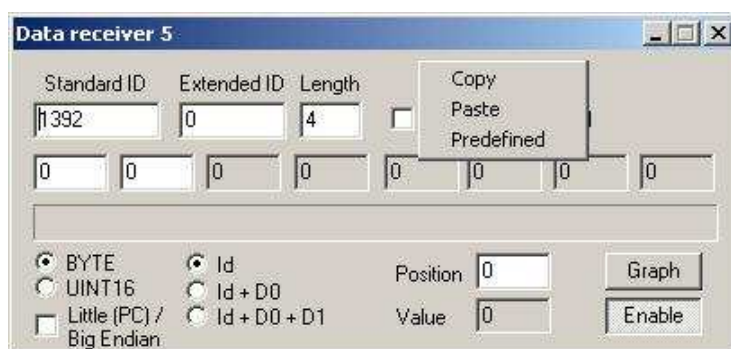 Data receiver 5
Standard ID Extended ID Length
1392 0 4
Copy
Paste
Predefined
0 0 0 0 0 0 0 0
BYTE Id Position 0 Graph
UINT16 Id + D0
Little (PC) / Id + D0 + D1 Value 0 Enable
Big Endian